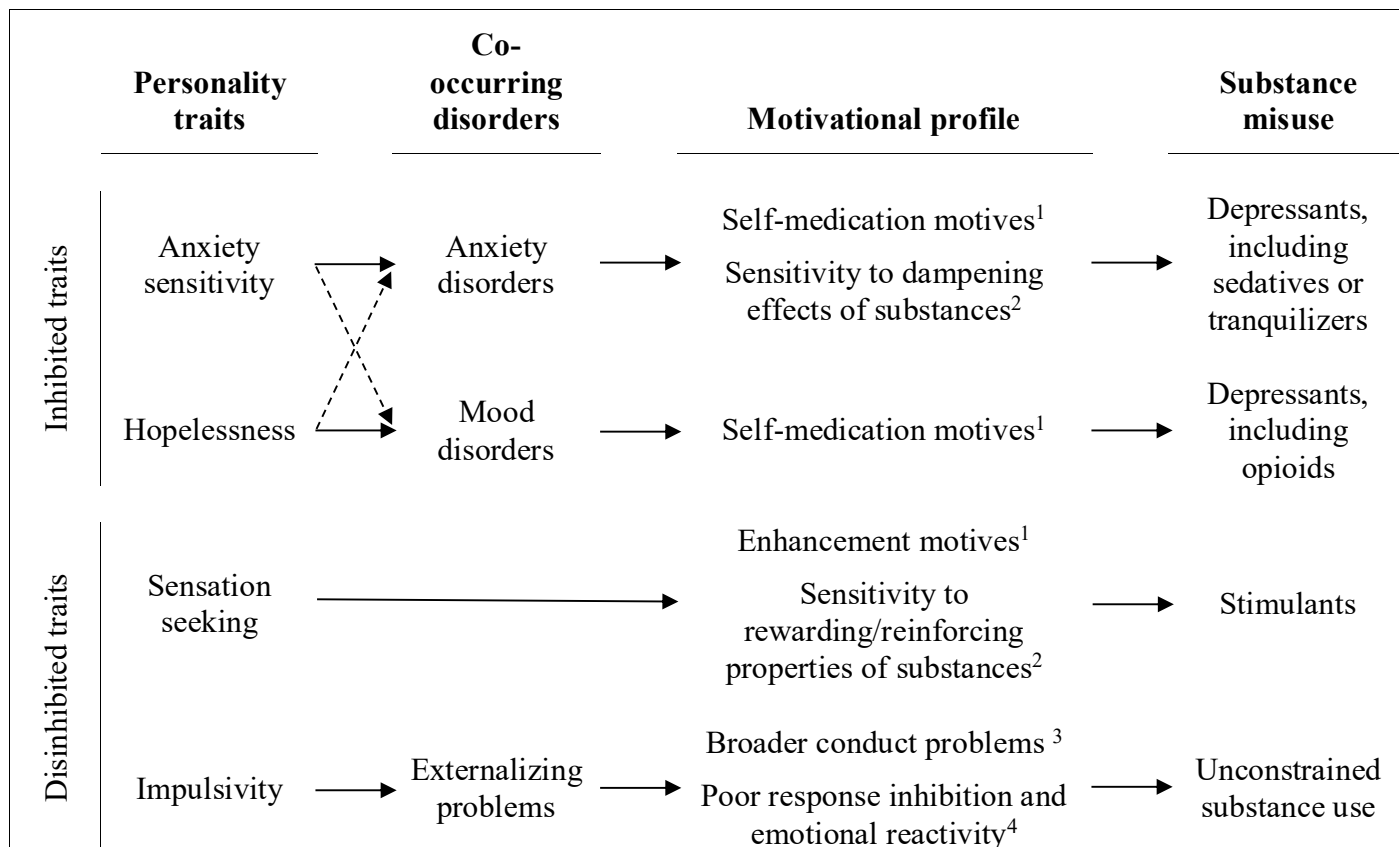 Personality
traits
Co-
occurring
disorders
Motivational profile
Substance
misuse
Inhibited traits
Anxiety
sensitivity
Anxiety
disorders
Self-medication motives¹
Sensitivity to dampening
effects of substances²
Depressants,
including
sedatives or
tranquilizers
Hopelessness
Mood
disorders
Self-medication motives¹
Depressants,
including
opioids
Disinhibited traits
Sensation
seeking
Enhancement motives¹
Sensitivity to
rewarding/reinforcing
properties of substances²
Stimulants
Impulsivity
Externalizing
problems
Broader conduct problems ³
Poor response inhibition and
emotional reactivity⁴
Unconstrained
substance use